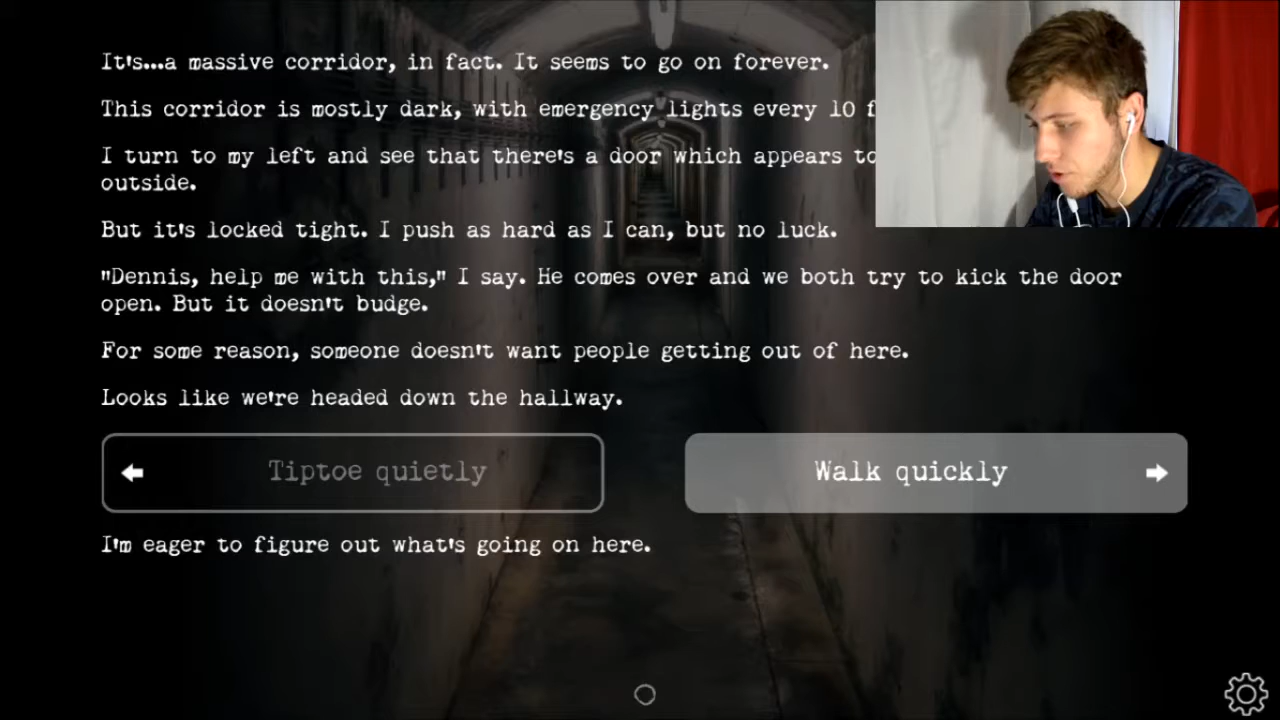 It's...a massive corridor, in fact. It seems to go on forever.
This corridor is mostly dark, with emergency lights every 10
I turn to my left and see that there's a door which appears to
outside.
But it's locked tight. I push as hard as I can, but no luck.
"Dennis, help me with this," I say. He comes over and we both try to kick the door
open. But it doesn't budge.
For some reason, someone doesn't want people getting out of here.
Looks like we're headed down the hallway.
Tiptoe quietly
Walk quickly
I'm eager to figure out what's going on here.